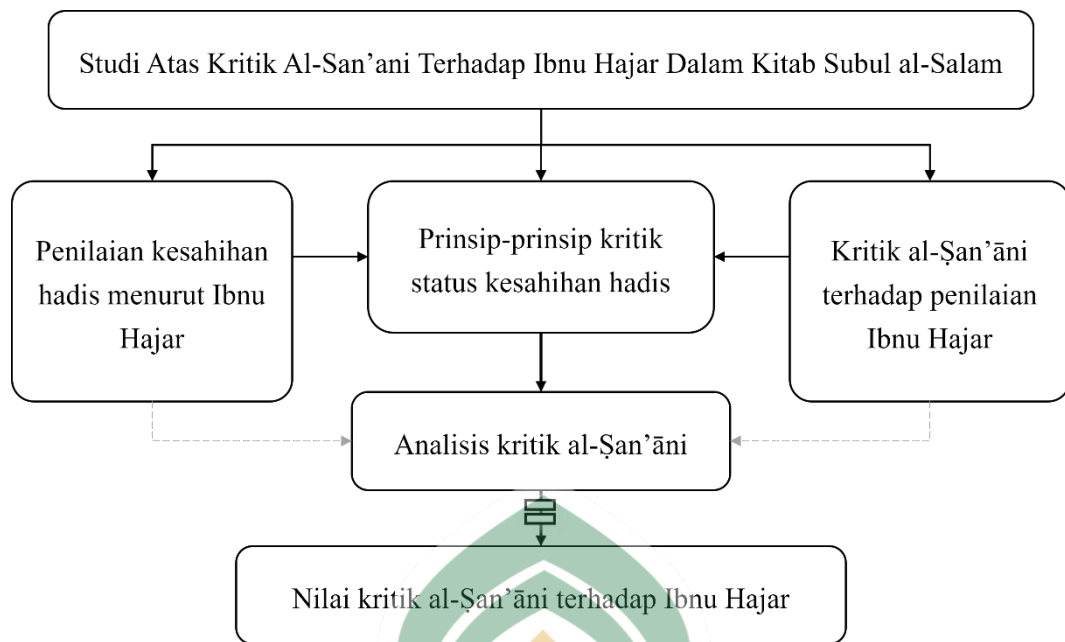 Studi Atas Kritik Al-San’ani Terhadap Ibnu Hajar Dalam Kitab Subul al-Salam
Penilaian kesahihan
hadis menurut Ibnu
Hajar
Prinsip-prinsip kritik
status kesahihan hadis
Kritik al-Ṣan’āni
terhadap penilaian
Ibnu Hajar
Analisis kritik al-Ṣan’āni
Nilai kritik al-Ṣan’āni terhadap Ibnu Hajar